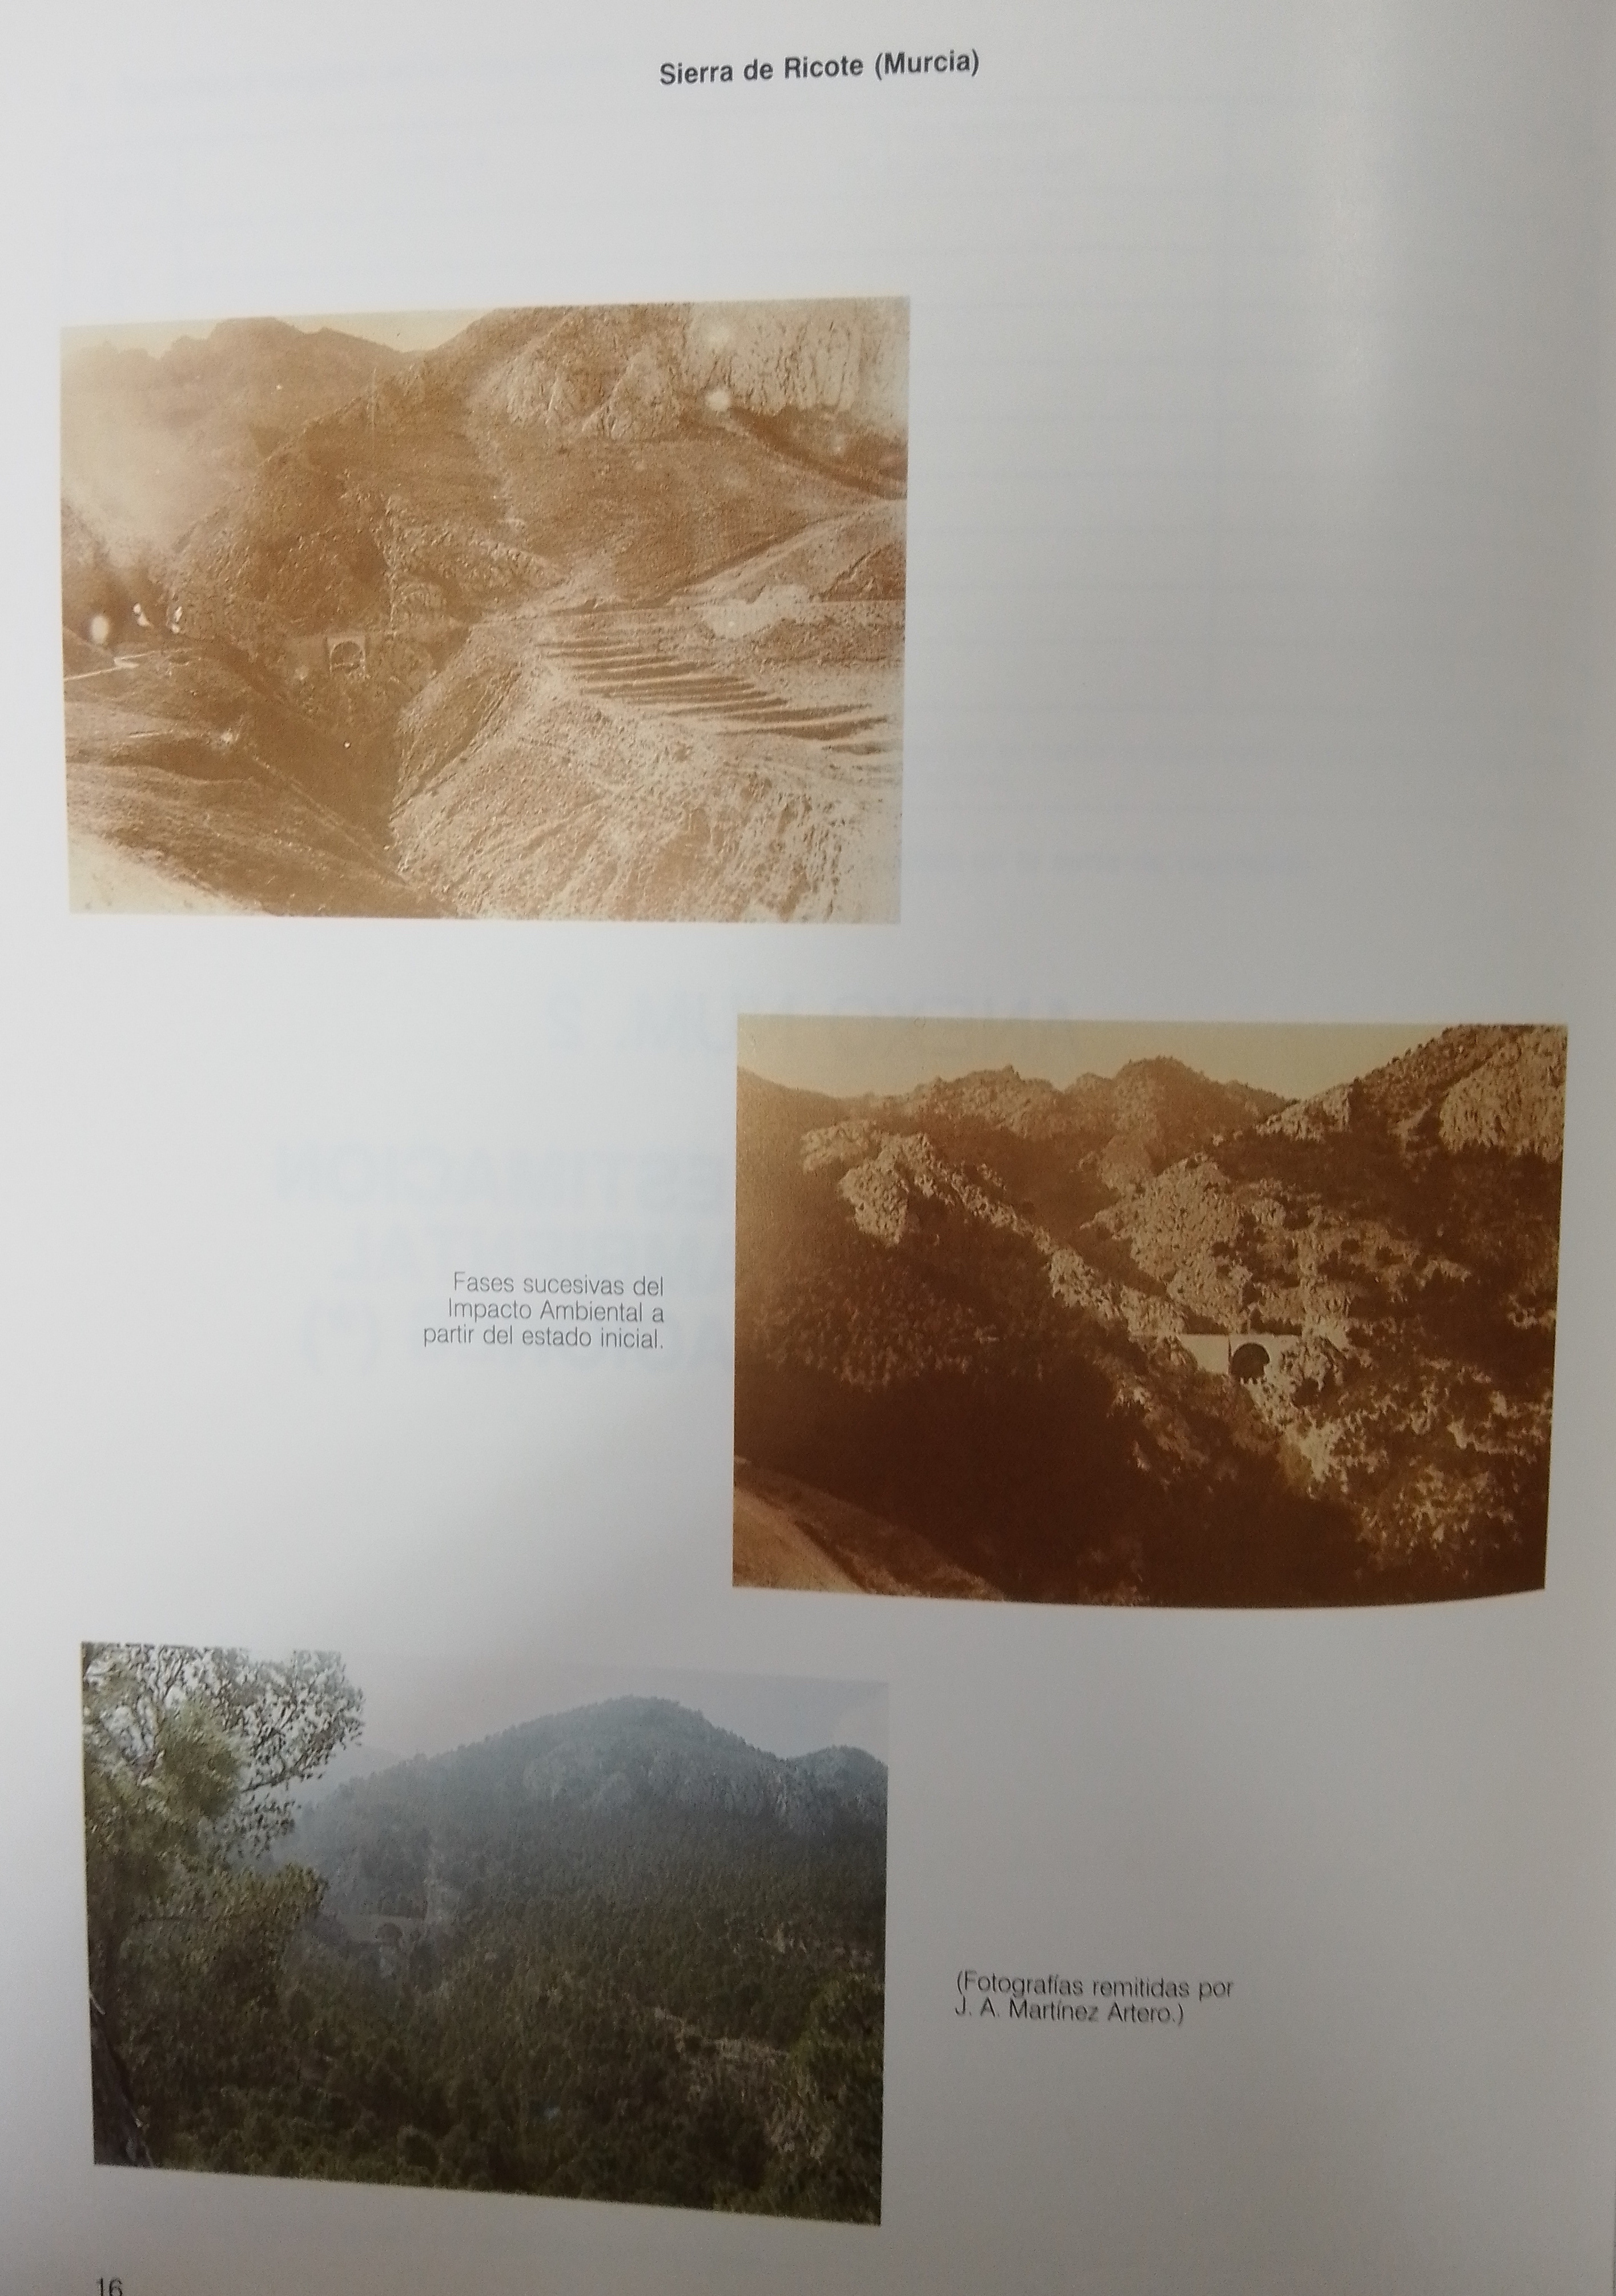 Sierra de Ricote (Murcia)
Fases sucesivas del
Impacto Ambiental a
partir del estado inicial.
(Fotografías remitidas por
J. A. Martínez Artero.)
16